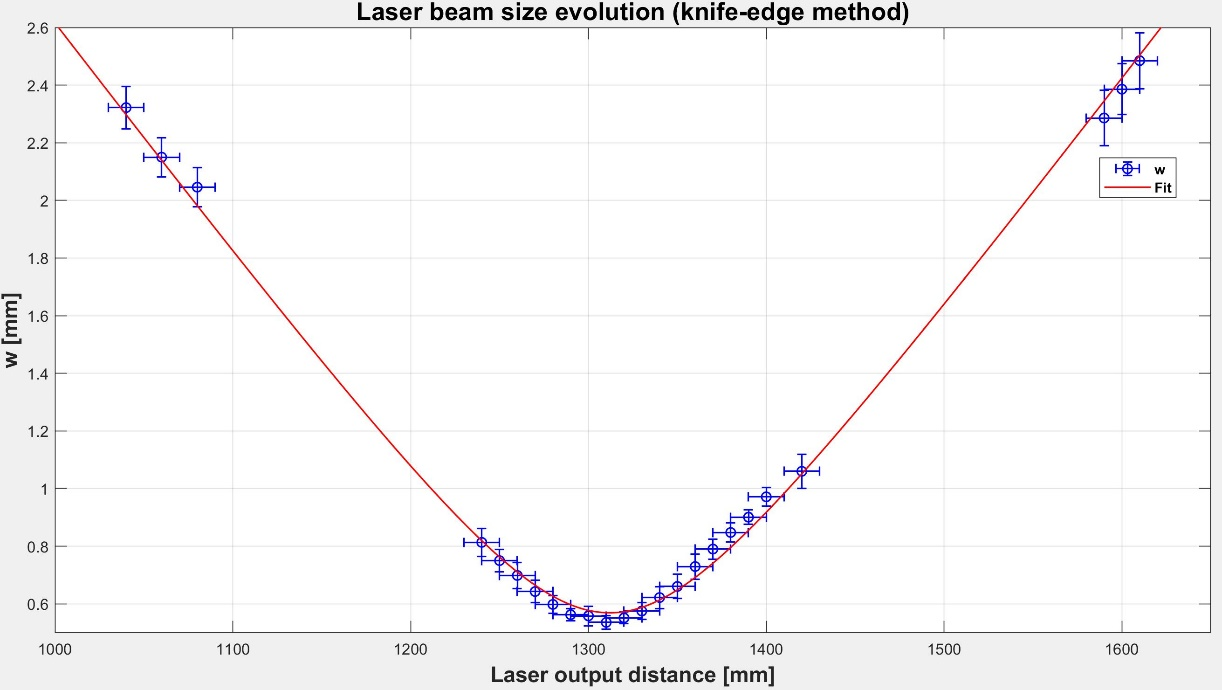 Laser beam size evolution (knife-edge method)
2.6
2.4
2.2
2
1.8
1.6
1.4
1.2
1
0.8
0.6
w [mm]
w
Fit
1000 1100 1200 1300 1400 1500 1600
Laser output distance [mm]